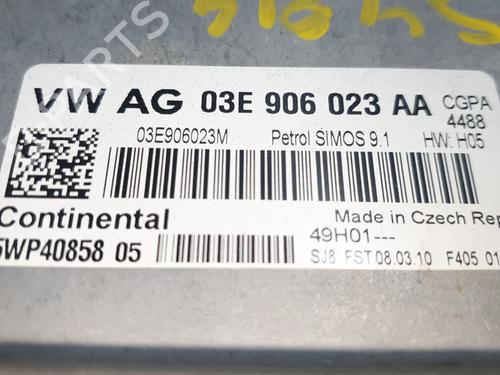 VW AG 03E 906 023 AA CGPA
4488
03E906023M Petrol SIMOS 9.1 HW: H05
Continental
5WP40858 05
Made in Czech Rep
49H01---
SJ8 FST 08.03.10 F405 01
PARTS